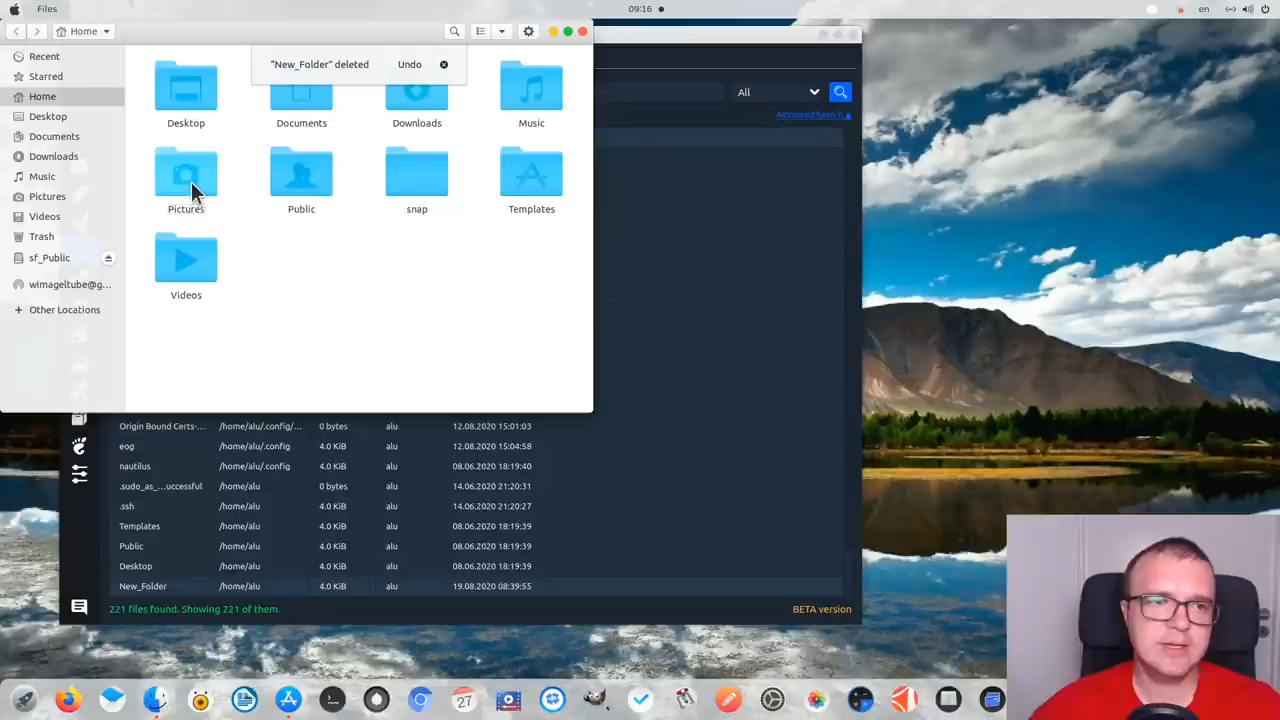 Files
09:16
en
Home
"New_Folder" deleted
Undo
Recent
Starred
Home
Desktop
Documents
Downloads
Music
Pictures
Videos
Trash
sf_Public
wimageltube@g...
Other Locations
Desktop
Documents
Downloads
Music
Pictures
Public
snap
Templates
Videos
All
Advanced Search ▲
Origin Bound Certs-... /home/alu/.config/... 0 bytes alu 12.08.2020 15:01:03
eog /home/alu/.config 4.0 KiB alu 12.08.2020 15:04:58
nautilus /home/alu/.config 4.0 KiB alu 08.06.2020 18:19:40
.sudo_as_...uccessful /home/alu 0 bytes alu 14.06.2020 21:20:31
.ssh /home/alu 4.0 KiB alu 14.06.2020 21:20:27
Templates /home/alu 4.0 KiB alu 08.06.2020 18:19:39
Public /home/alu 4.0 KiB alu 08.06.2020 18:19:39
Desktop /home/alu 4.0 KiB alu 08.06.2020 18:19:39
New_Folder /home/alu 4.0 KiB alu 19.08.2020 08:39:55
221 files found. Showing 221 of them.
BETA version
27